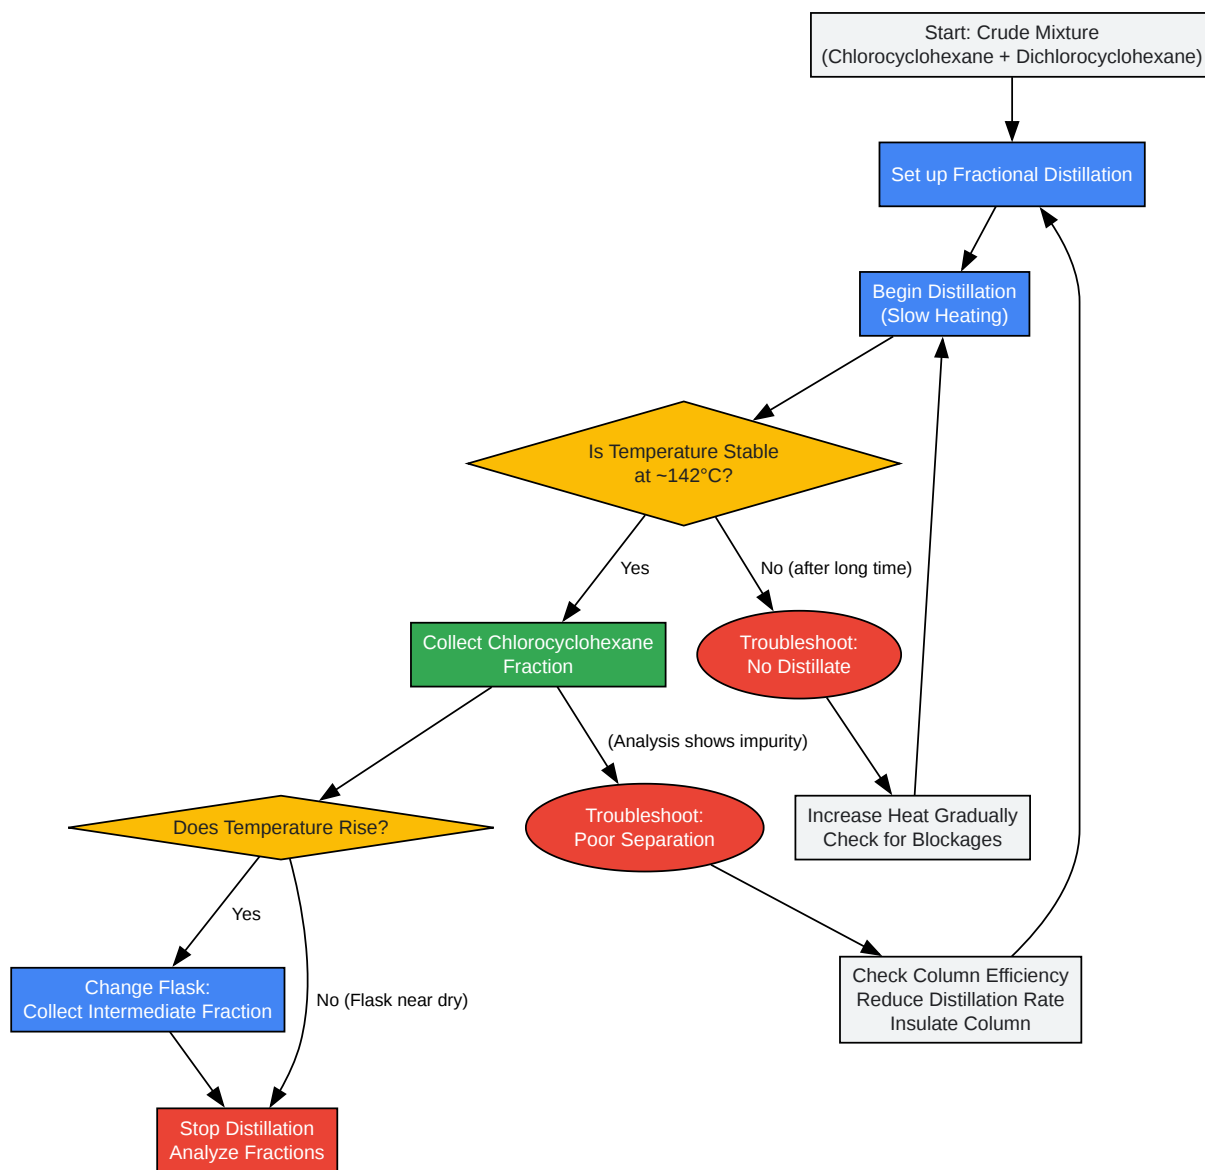 Start: Crude Mixture
(Chlorocyclohexane + Dichlorocyclohexane)
Set up Fractional Distillation
Begin Distillation
(Slow Heating)
Is Temperature Stable
at ~142°C?
Yes
No (after long time)
Collect Chlorocyclohexane
Fraction
Troubleshoot:
No Distillate
(Analysis shows impurity)
Does Temperature Rise?
Troubleshoot:
Poor Separation
Increase Heat Gradually
Check for Blockages
Yes
No (Flask near dry)
Change Flask:
Collect Intermediate Fraction
Check Column Efficiency
Reduce Distillation Rate
Insulate Column
Stop Distillation
Analyze Fractions